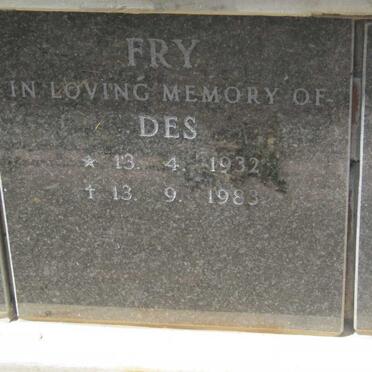 FRY
IN LOVING MEMORY OF
DES
★ 13. 4. 1932
✝ 13. 9. 1983